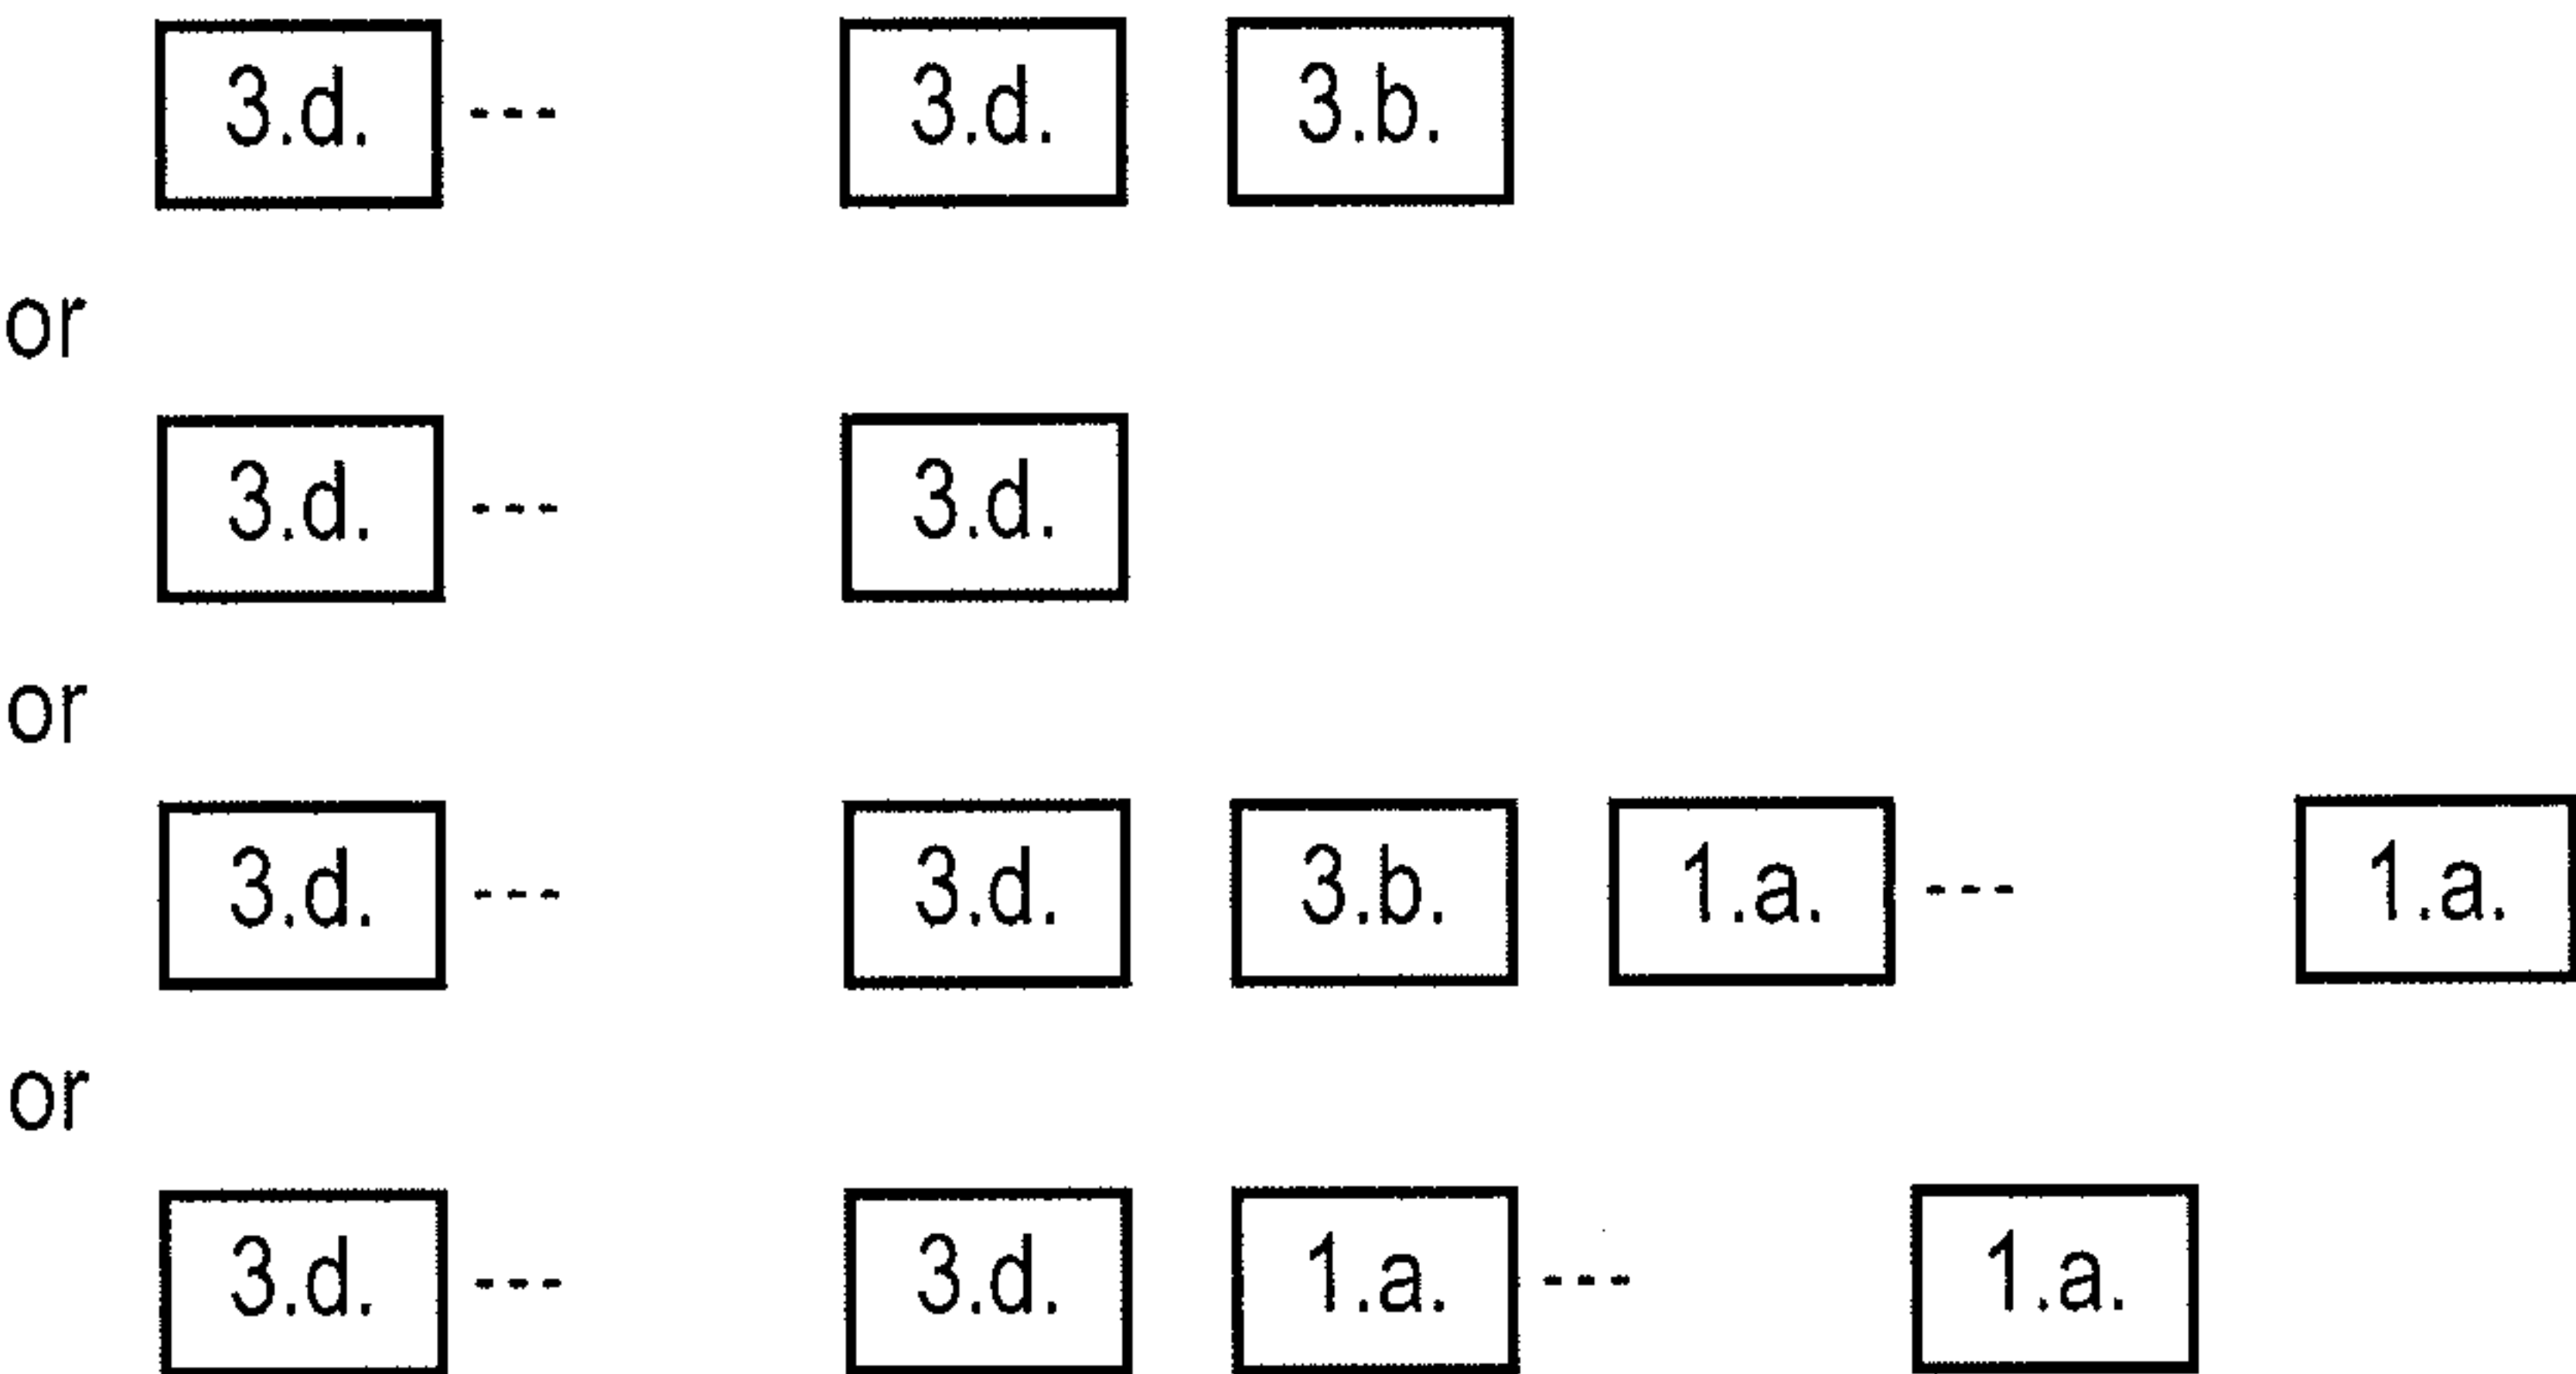 3.d. --- 3.d. 3.b.
or
3.d. --- 3.d.
or
3.d. --- 3.d. 3.b. 1.a. --- 1.a.
or
3.d. --- 3.d. 1.a. --- 1.a.